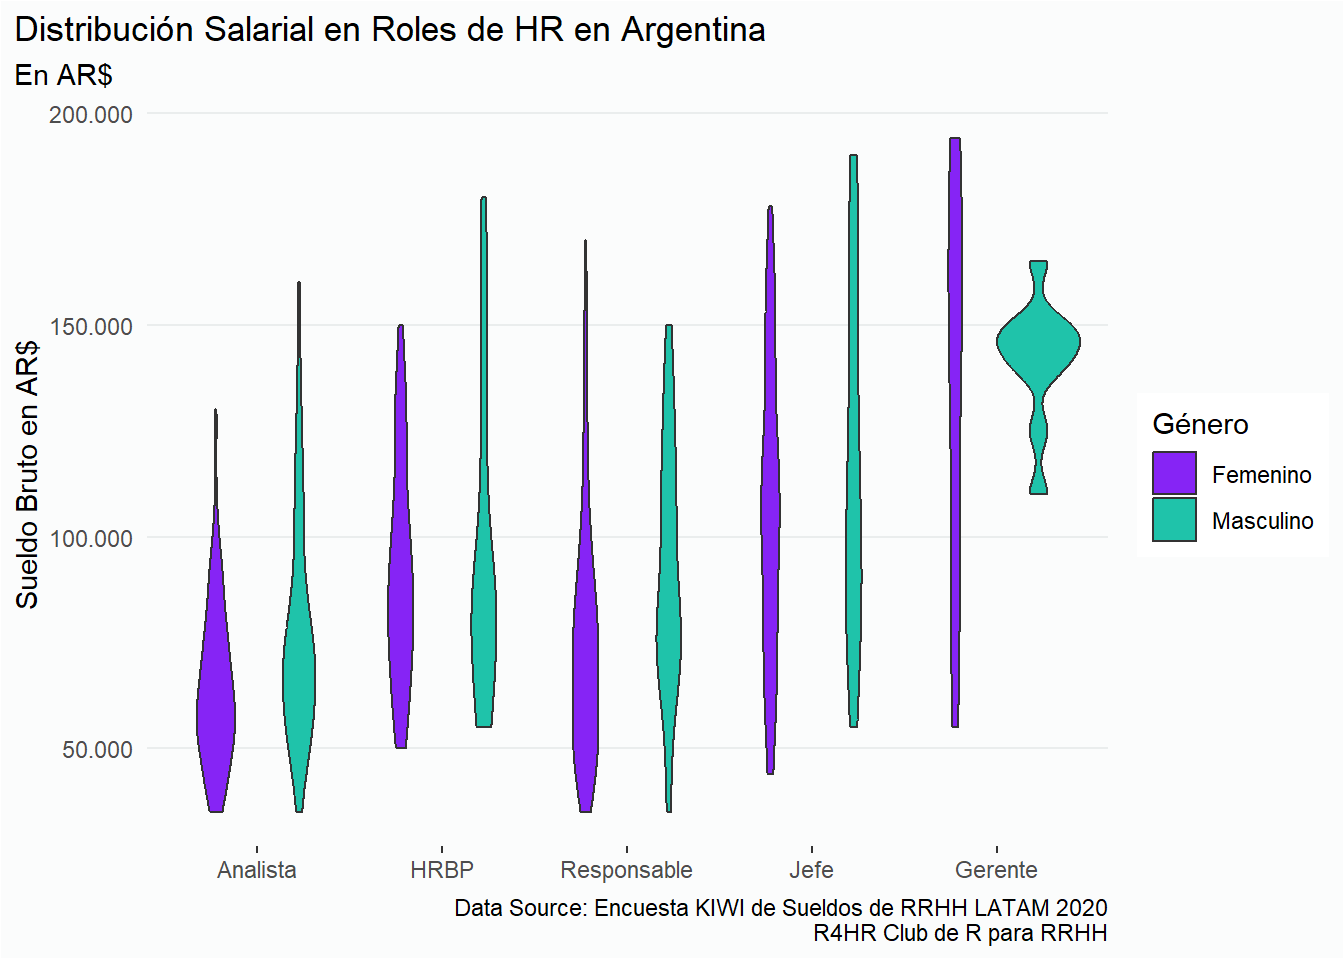 Distribución Salarial en Roles de HR en Argentina
En AR$
Sueldo Bruto en AR$
200.000
150.000
100.000
50.000
Analista
HRBP
Responsable
Jefe
Gerente
Género
Femenino
Masculino
Data Source: Encuesta KIWI de Sueldos de RRHH LATAM 2020
R4HR Club de R para RRHH